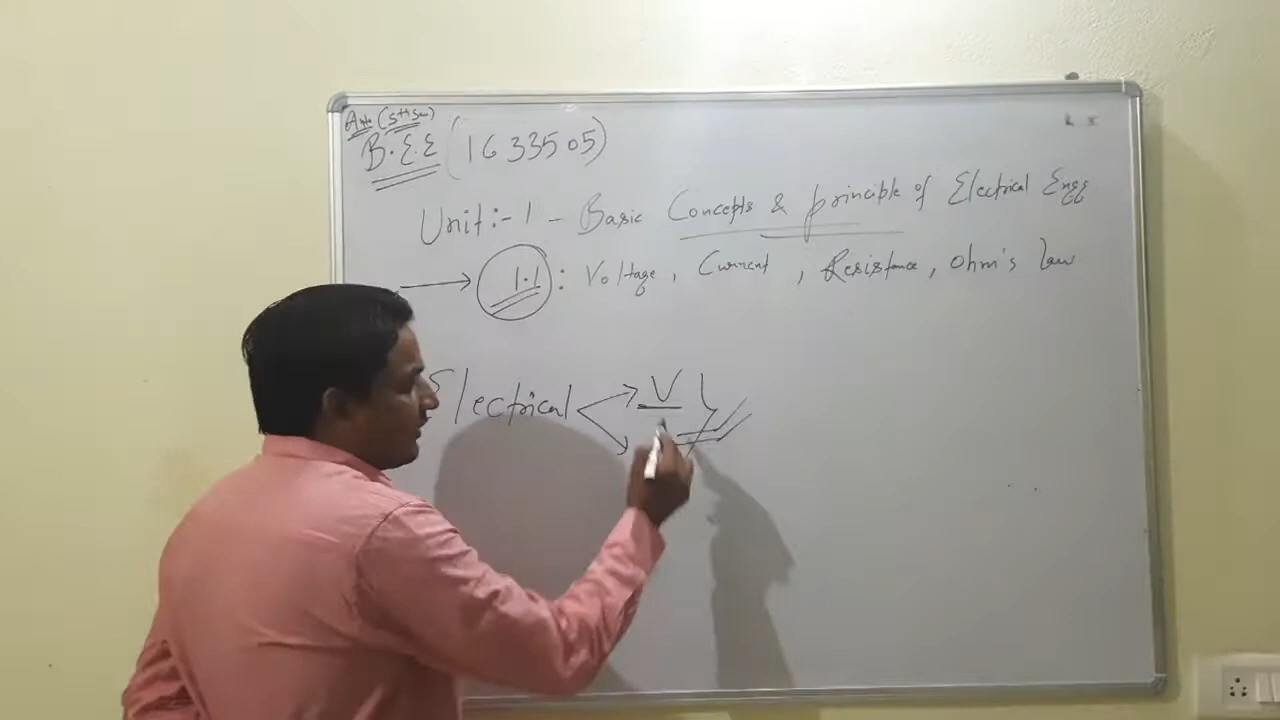 Auto (5th Sem)
B.E.E (1633505)
Unit:-1 - Basic Concepts & principle of Electrical Engg
1.1 : Voltage, Current, Resistance, Ohm's law
Electrical V